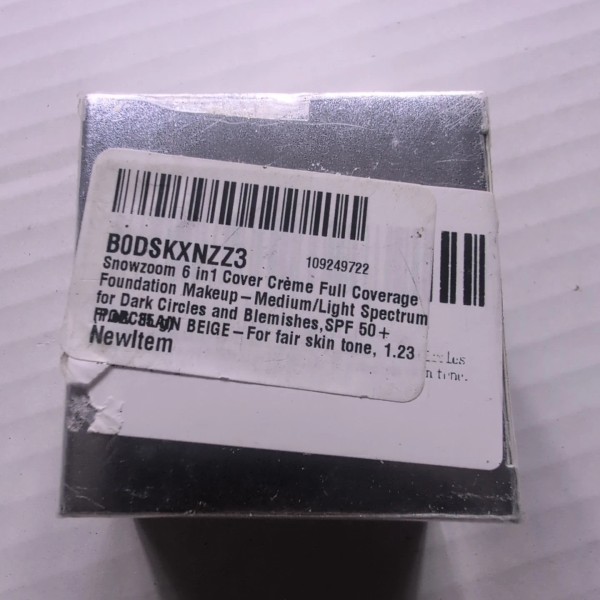 B0DSKXNZZ3 109249722
Snowzoom 6 in1 Cover Crème Full Coverage
Foundation Makeup – Medium/Light Spectrum
for Dark Circles and Blemishes,SPF 50+
BEIGE – For fair skin tone, 1.23
NewItem
n tone.